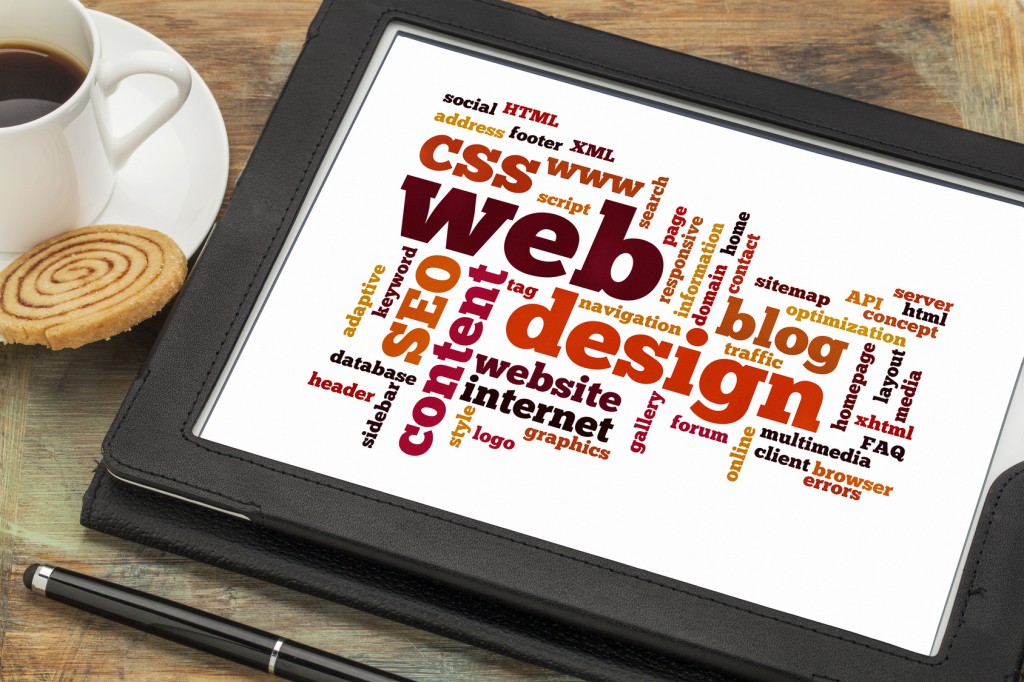 social HTML
address footer XML
css www
script
search
web
page
responsive
information
home
domain
contact
adaptive
keyword
SEO
content
tag
navigation
design
blog
traffic
sitemap
optimization
API
server
html
concept
database
header
sidebar
website
internet
style
logo
graphics
gallery
forum
online
multimedia
client
browser
errors
homepage
layout
media
xhtml
FAQ